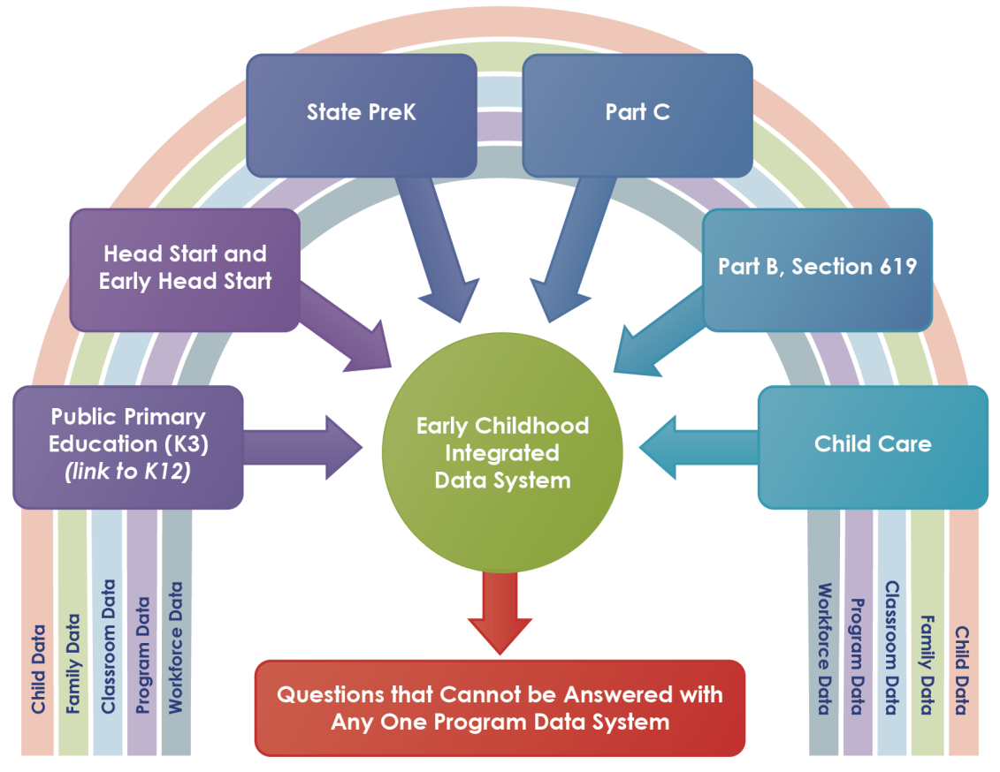 State PreK
Part C
Head Start and
Early Head Start
Part B, Section 619
Public Primary
Education (K3)
(link to K12)
Early Childhood
Integrated
Data System
Child Care
Child Data
Family Data
Classroom Data
Program Data
Workforce Data
Workforce Data
Program Data
Classroom Data
Family Data
Child Data
Questions that Cannot be Answered with
Any One Program Data System